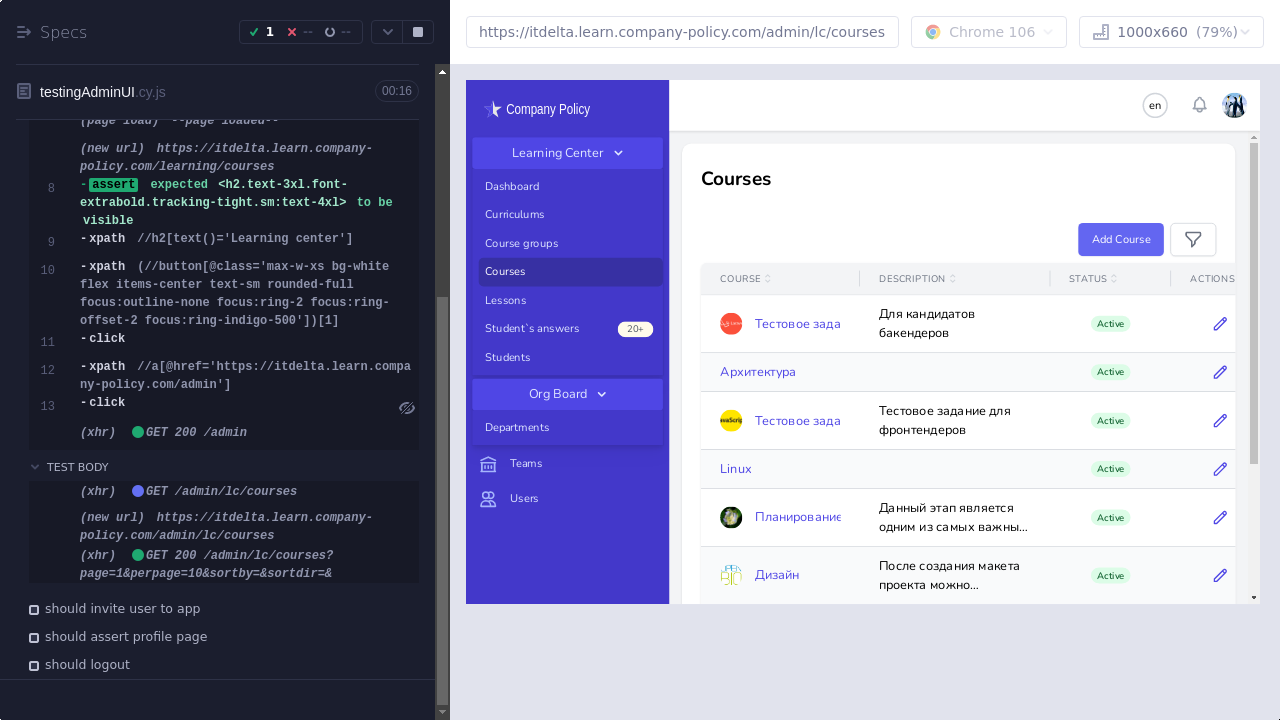 Specs
1 -- --
testingAdminUI.cy.js
00:16
(page load) --page loaded--
(new url) https://itdelta.learn.company-
policy.com/learning/courses
8 -assert expected <h2.text-3xl.font-
extrabold.tracking-tight.sm:text-4xl> to be
visible
9 -xpath //h2[text()='Learning center']
10 -xpath (//button[@class='max-w-xs bg-white
flex items-center text-sm rounded-full
focus:outline-none focus:ring-2 focus:ring-
offset-2 focus:ring-indigo-500'])[1]
11 -click
12 -xpath //a[@href='https://itdelta.learn.compa
ny-policy.com/admin']
13 -click
(xhr) GET 200 /admin
TEST BODY
(xhr) GET /admin/lc/courses
(new url) https://itdelta.learn.company-
policy.com/admin/lc/courses
(xhr) GET 200 /admin/lc/courses?
page=1&perpage=10&sortby=&sortdir=&
should invite user to app
should assert profile page
should logout
https://itdelta.learn.company-policy.com/admin/lc/courses
Chrome 106
1000x660 (79%)
Company Policy
Learning Center
Dashboard
Curriculums
Course groups
Courses
Lessons
Student`s answers 20+
Students
Org Board
Departments
Teams
Users
en
Courses
Add Course
COURSE DESCRIPTION STATUS ACTIONS
Тестовое зада
Для кандидатов
бакендеров
Active
Архитектура Active
Тестовое зада
Тестовое задание для
фронтендеров
Active
Linux Active
Планирование
Данный этап является
одним из самых важны...
Active
Дизайн
После создания макета
проекта можно...
Active